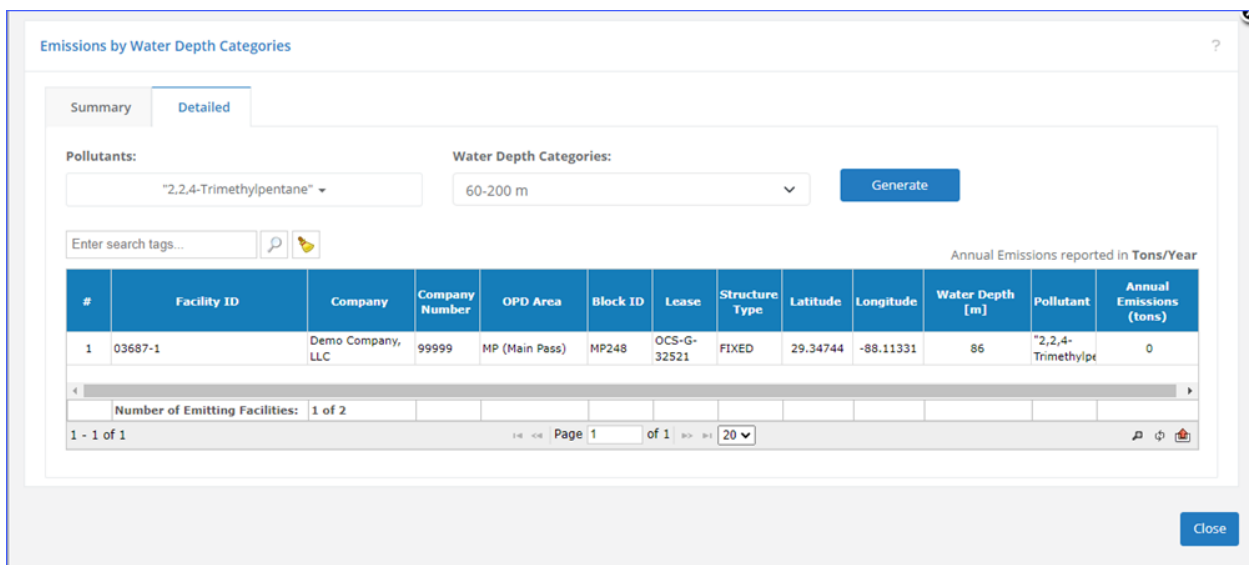 Emissions by Water Depth Categories ?
Summary Detailed
Pollutants: Water Depth Categories:
"2,2,4-Trimethylpentane" 60-200 m Generate
Enter search tags...
Annual Emissions reported in Tons/Year
# Facility ID Company Company Number OPD Area Block ID Lease Structure Type Latitude Longitude Water Depth [m] Pollutant Annual Emissions (tons)
1 03687-1 Demo Company, LLC 99999 MP (Main Pass) MP248 OCS-G-32521 FIXED 29.34744 -88.11331 86 "2,2,4-Trimethylpe 0
Number of Emitting Facilities: 1 of 2
1 - 1 of 1 Page 1 of 1 20
Close